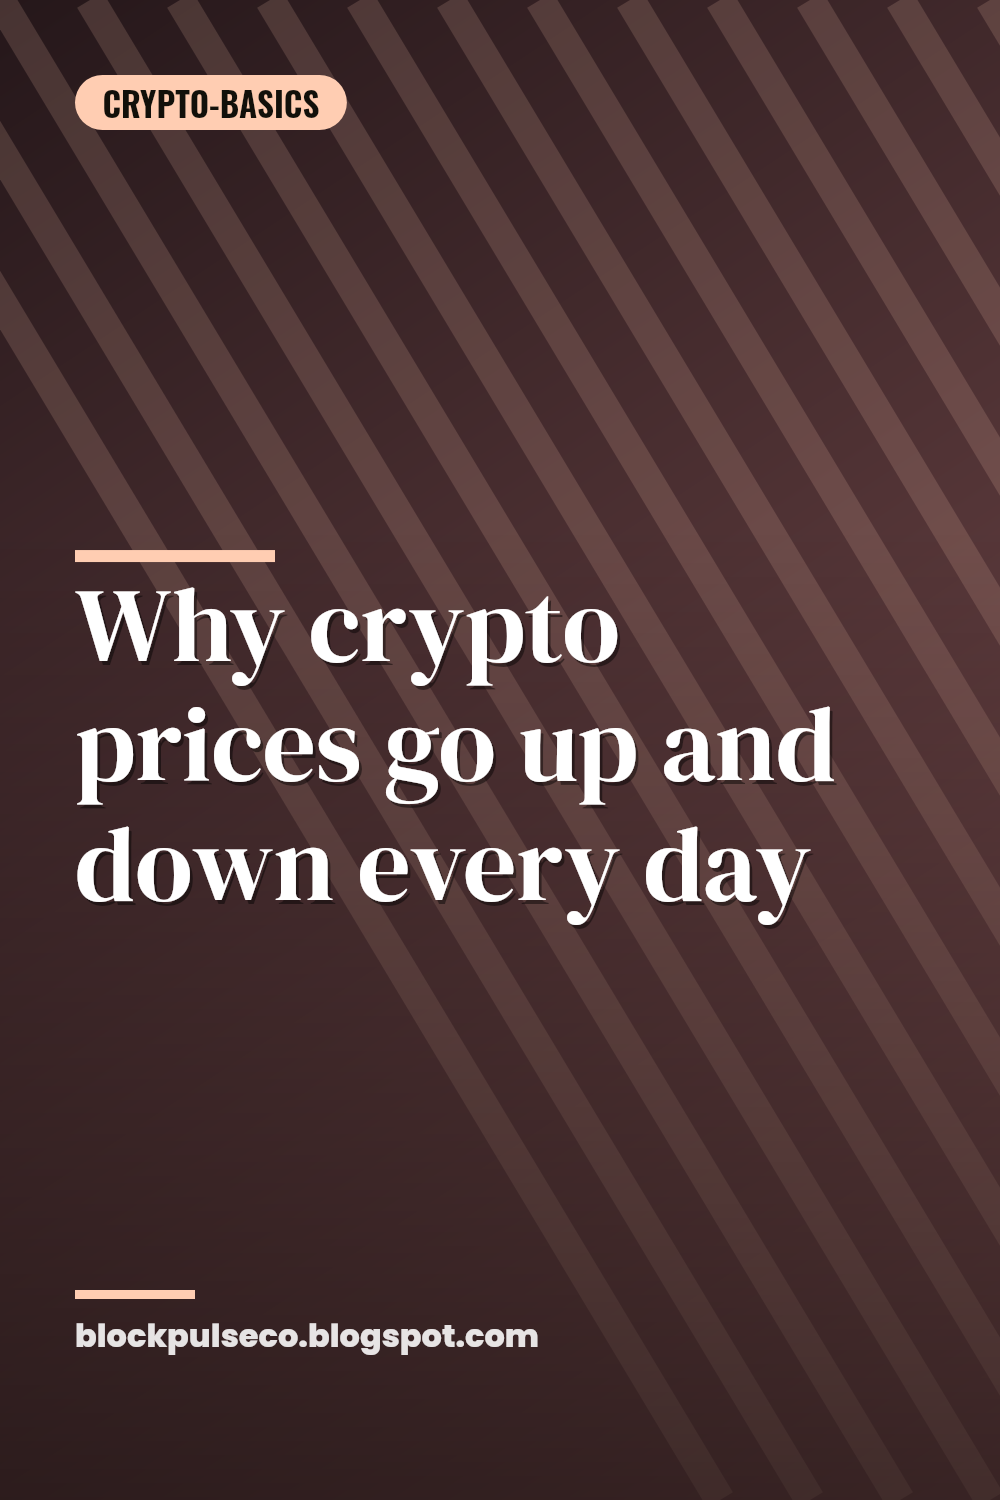 CRYPTO-BASICS
Why crypto
prices go up and
down every day
blockpulseco.blogspot.com